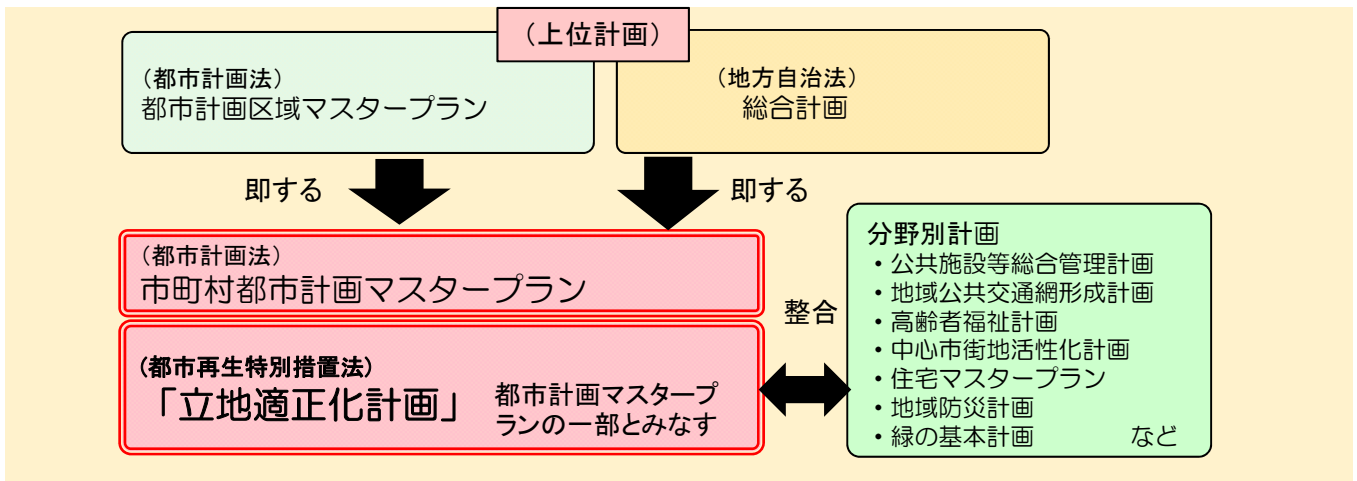 （上位計画）
（都市計画法）
都市計画区域マスタープラン
（地方自治法）
総合計画
即する
即する
（都市計画法）
市町村都市計画マスタープラン
（都市再生特別措置法）
「立地適正化計画」
都市計画マスタープ
ランの一部とみなす
整合
分野別計画
・公共施設等総合管理計画
・地域公共交通網形成計画
・高齢者福祉計画
・中心市街地活性化計画
・住宅マスタープラン
・地域防災計画
・緑の基本計画　　　　など